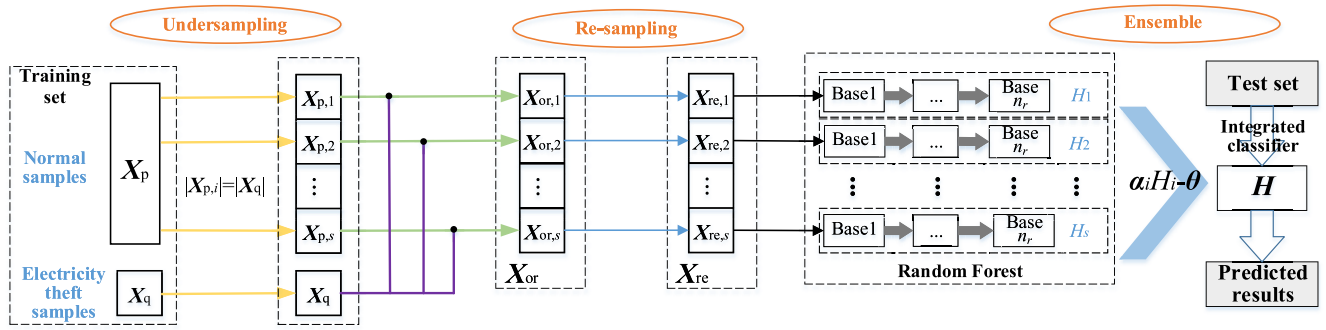 Undersampling
Re-sampling
Ensemble
Training
set
Normal
samples
Xp
|Xp,i|=|Xq|
Electricity
theft
samples
Xq
Xp,1
Xp,2
⋮
Xp,s
Xq
Xor,1
Xor,2
⋮
Xor,s
Xor
Xre,1
Xre,2
⋮
Xre,s
Xre
Base1 ... Base nr H1
Base1 ... Base nr H2
⋮ ⋮ ⋮ ⋮
Base1 ... Base nr Hs
Random Forest
αiHi-θ
Test set
Integrated
classifier
H
Predicted
results